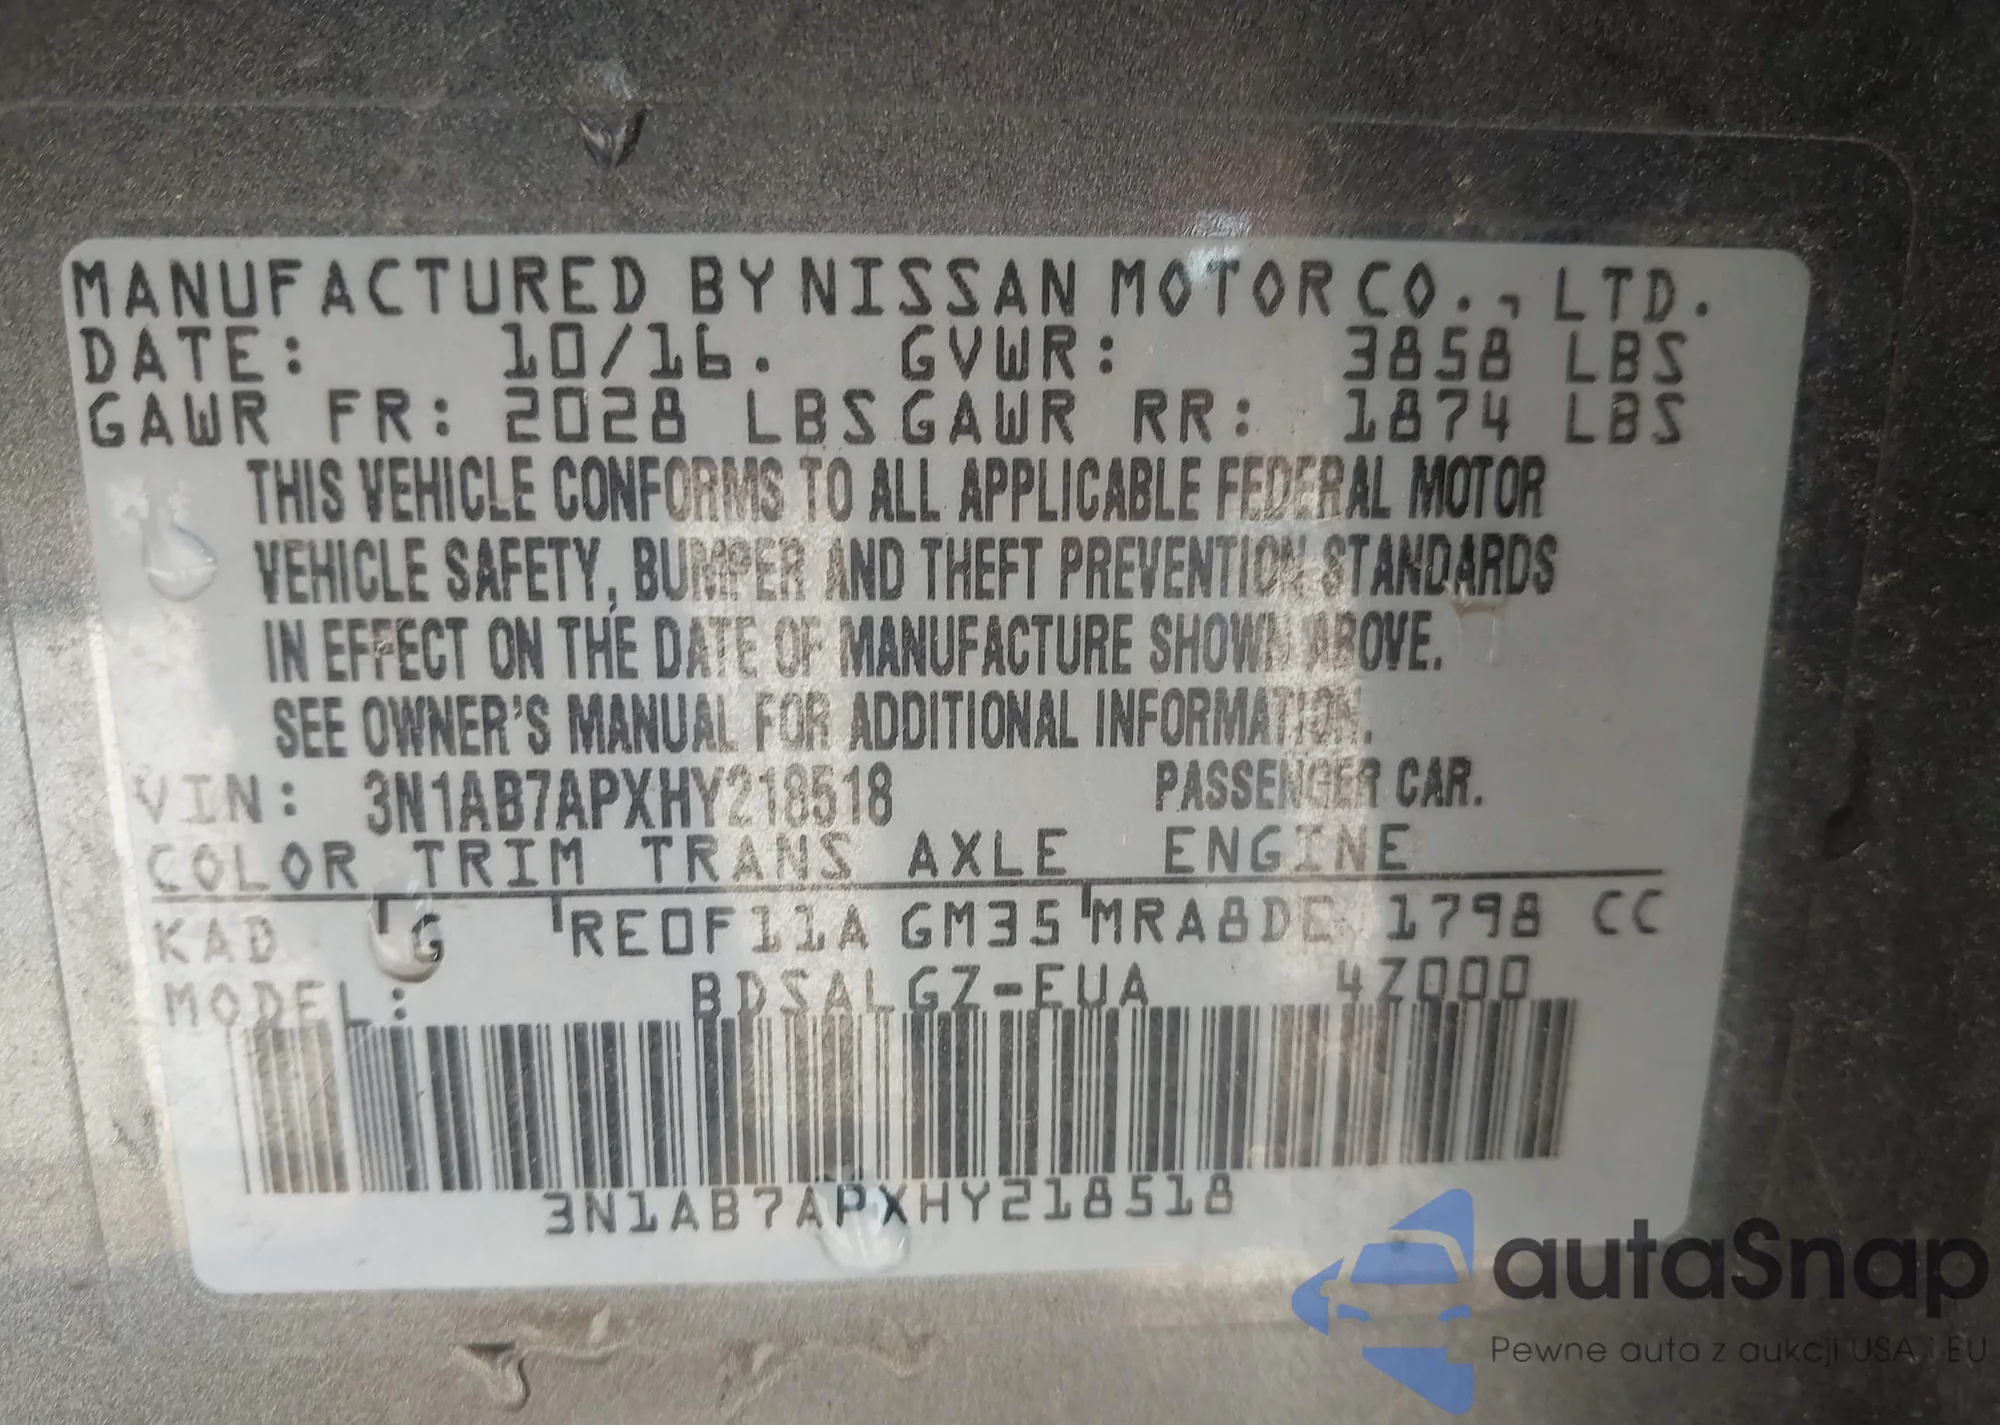 MANUFACTURED BY NISSAN MOTOR CO., LTD.
DATE: 10/16. GVWR: 3858 LBS
GAWR FR: 2028 LBS GAWR RR: 1874 LBS
THIS VEHICLE CONFORMS TO ALL APPLICABLE FEDERAL MOTOR
VEHICLE SAFETY, BUMPER AND THEFT PREVENTION STANDARDS
IN EFFECT ON THE DATE OF MANUFACTURE SHOWN ABOVE.
SEE OWNER'S MANUAL FOR ADDITIONAL INFORMATION.
VIN: 3N1AB7APXHY218518 PASSENGER CAR.
COLOR TRIM TRANS AXLE ENGINE
KAD G RE0F11A GM35 MRA8DE 1798 CC
MODEL: BDSALGZ-EUA 4Z000
3N1AB7APXHY218518
autaSnap
Pewne auta z aukcji USA i EU